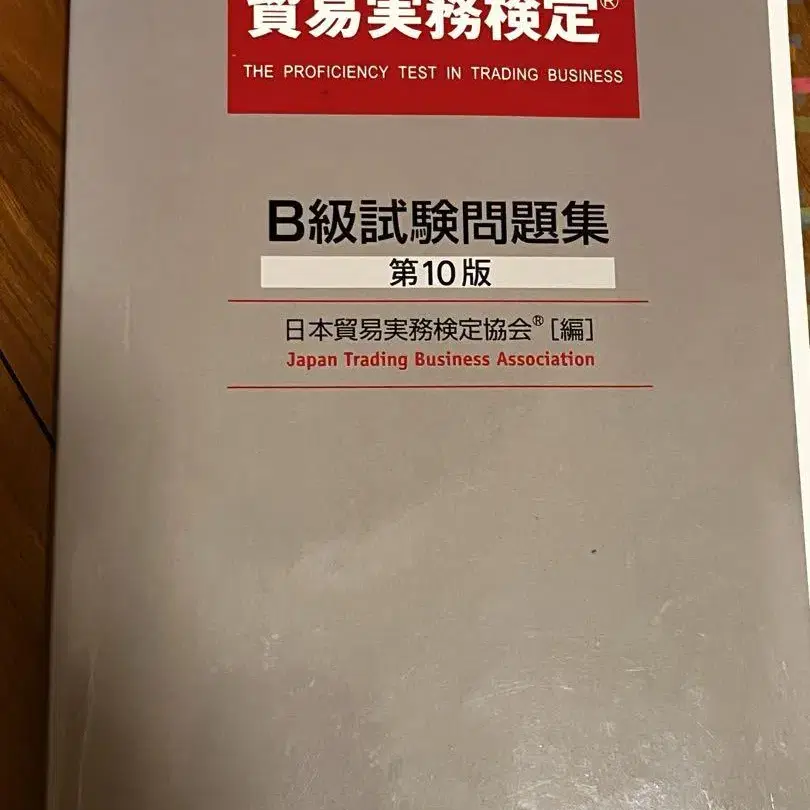 貿易実務検定®
THE PROFICIENCY TEST IN TRADING BUSINESS
B級試験問題集
第10版
日本貿易実務検定協会®［編］
Japan Trading Business Association